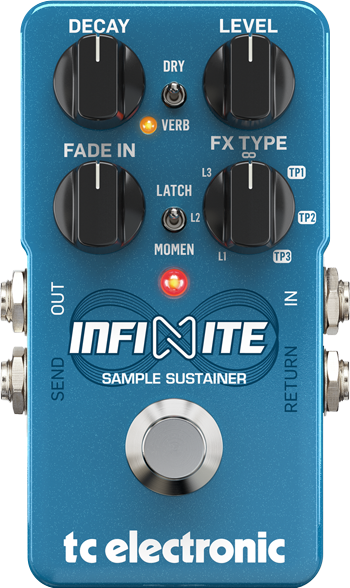 DECAY
LEVEL
DRY
VERB
FADE IN
FX TYPE
∞
L3
TP1
LATCH
L2
TP2
MOMEN
L1
TP3
OUT
IN
INFINITE
SAMPLE SUSTAINER
SEND
RETURN
tc electronic